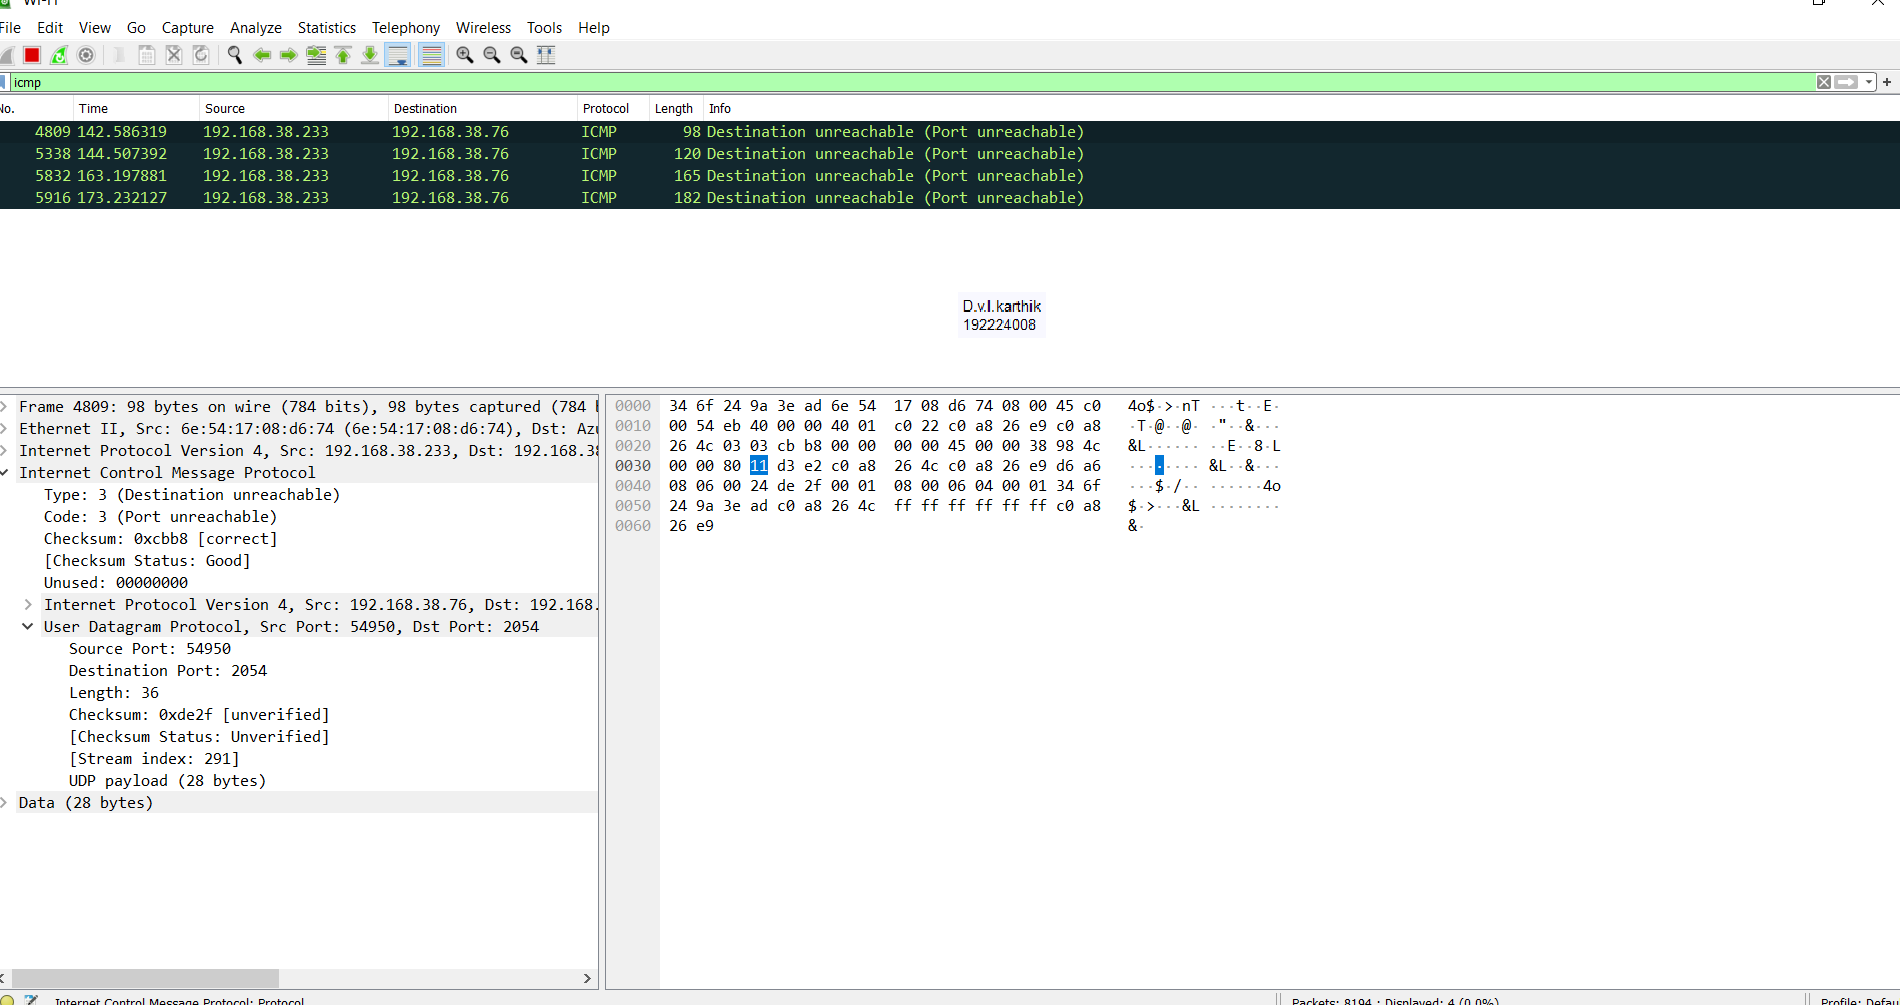 Wi-Fi
File Edit View Go Capture Analyze Statistics Telephony Wireless Tools Help
icmp
No. Time Source Destination Protocol Length Info
4809 142.586319 192.168.38.233 192.168.38.76 ICMP 98 Destination unreachable (Port unreachable)
5338 144.507392 192.168.38.233 192.168.38.76 ICMP 120 Destination unreachable (Port unreachable)
5832 163.197881 192.168.38.233 192.168.38.76 ICMP 165 Destination unreachable (Port unreachable)
5916 173.232127 192.168.38.233 192.168.38.76 ICMP 182 Destination unreachable (Port unreachable)
D.v.l.karthik
192224008
Frame 4809: 98 bytes on wire (784 bits), 98 bytes captured (784 b
Ethernet II, Src: 6e:54:17:08:d6:74 (6e:54:17:08:d6:74), Dst: Azu
Internet Protocol Version 4, Src: 192.168.38.233, Dst: 192.168.38
Internet Control Message Protocol
Type: 3 (Destination unreachable)
Code: 3 (Port unreachable)
Checksum: 0xcbb8 [correct]
[Checksum Status: Good]
Unused: 00000000
Internet Protocol Version 4, Src: 192.168.38.76, Dst: 192.168.
User Datagram Protocol, Src Port: 54950, Dst Port: 2054
Source Port: 54950
Destination Port: 2054
Length: 36
Checksum: 0xde2f [unverified]
[Checksum Status: Unverified]
[Stream index: 291]
UDP payload (28 bytes)
Data (28 bytes)
0000 34 6f 24 9a 3e ad 6e 54 17 08 d6 74 08 00 45 c0 4o$·>·nT ···t··E·
0010 00 54 eb 40 00 00 40 01 c0 22 c0 a8 26 e9 c0 a8 ·T·@··@· ·"··&···
0020 26 4c 03 03 cb b8 00 00 00 00 45 00 00 38 98 4c &L······ ··E··8·L
0030 00 00 80 11 d3 e2 c0 a8 26 4c c0 a8 26 e9 d6 a6 ········ &L··&···
0040 08 06 00 24 de 2f 00 01 08 00 06 04 00 01 34 6f ···$·/·· ······4o
0050 24 9a 3e ad c0 a8 26 4c ff ff ff ff ff ff c0 a8 $·>···&L ········
0060 26 e9 &·
Internet Control Message Protocol: Protocol
Packets: 8194 · Displayed: 4 (0.0%)
Profile: Defau